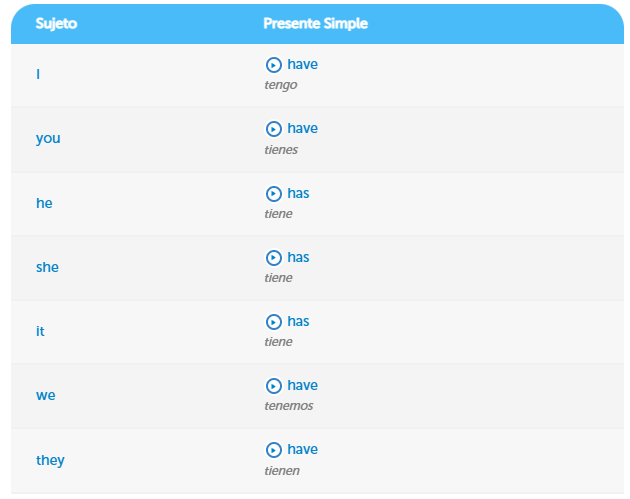 Sujeto Presente Simple
I have
tengo
you have
tienes
he has
tiene
she has
tiene
it has
tiene
we have
tenemos
they have
tienen